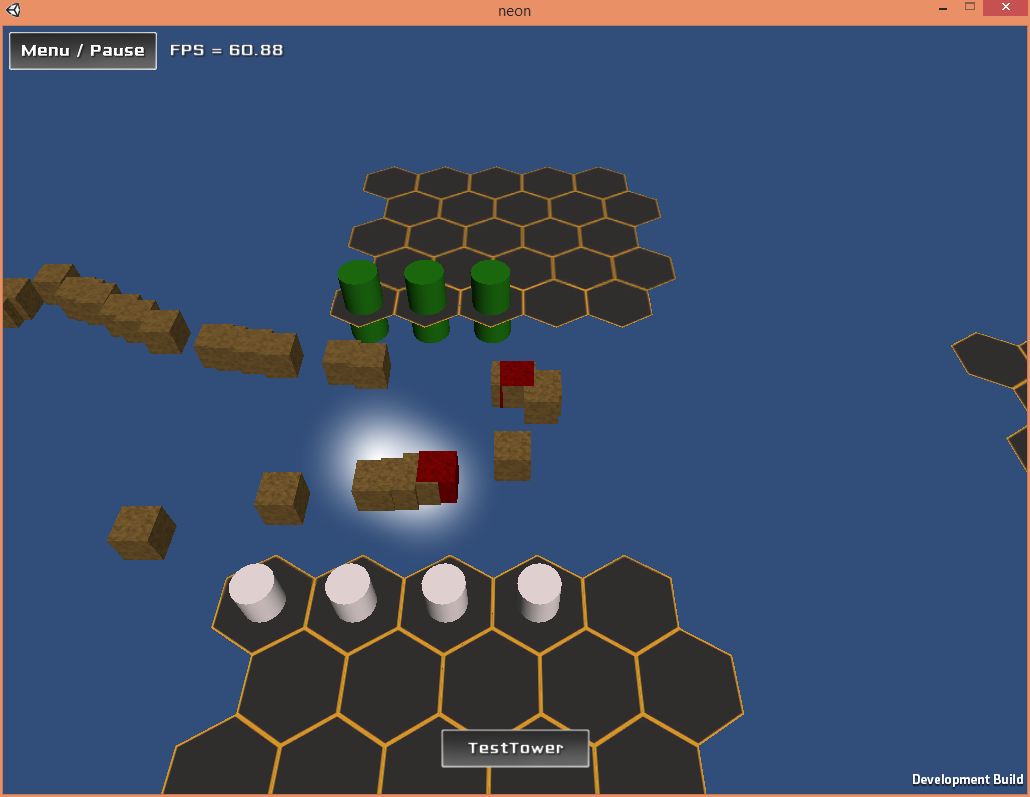 neon
Menu / Pause
FPS = 60.88
TestTower
Development Build